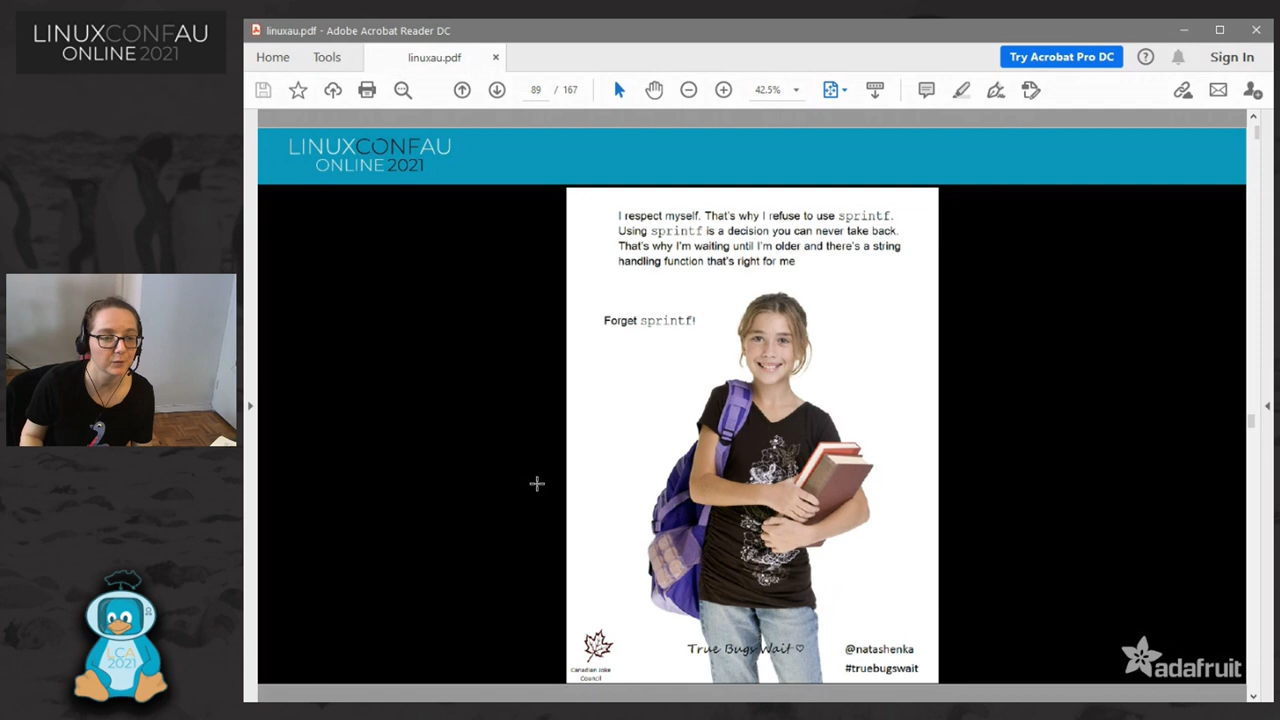 LINUXCONFAU
ONLINE 2021
linuxau.pdf - Adobe Acrobat Reader DC
Home
Tools
linuxau.pdf
×
Try Acrobat Pro DC
Sign In
89 / 167
42.5%
LINUXCONFAU
ONLINE 2021
I respect myself. That's why I refuse to use sprintf.
Using sprintf is a decision you can never take back.
That's why I'm waiting until I'm older and there's a string
handling function that's right for me
Forget sprintf!
LCA
2021
Canadian Joke
Council
True Bugs Wait ♡
@natashenka
#truebugswait
adafruit